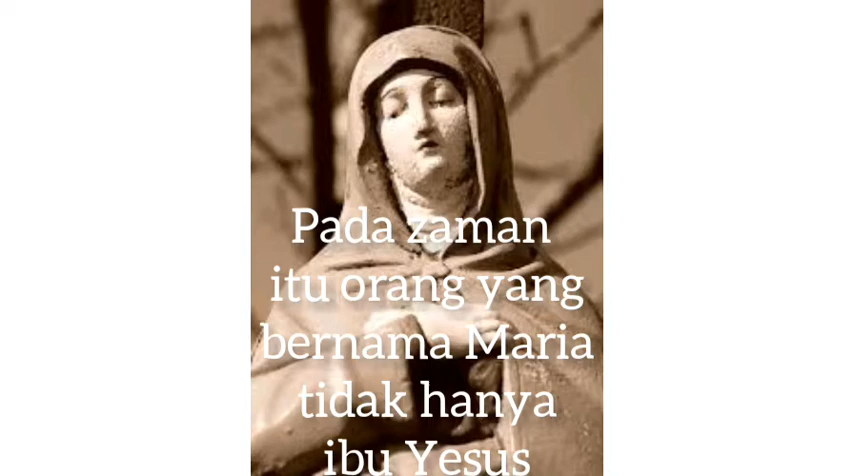 Pada zaman
itu orang yang
bernama Maria
tidak hanya
ibu Yesus